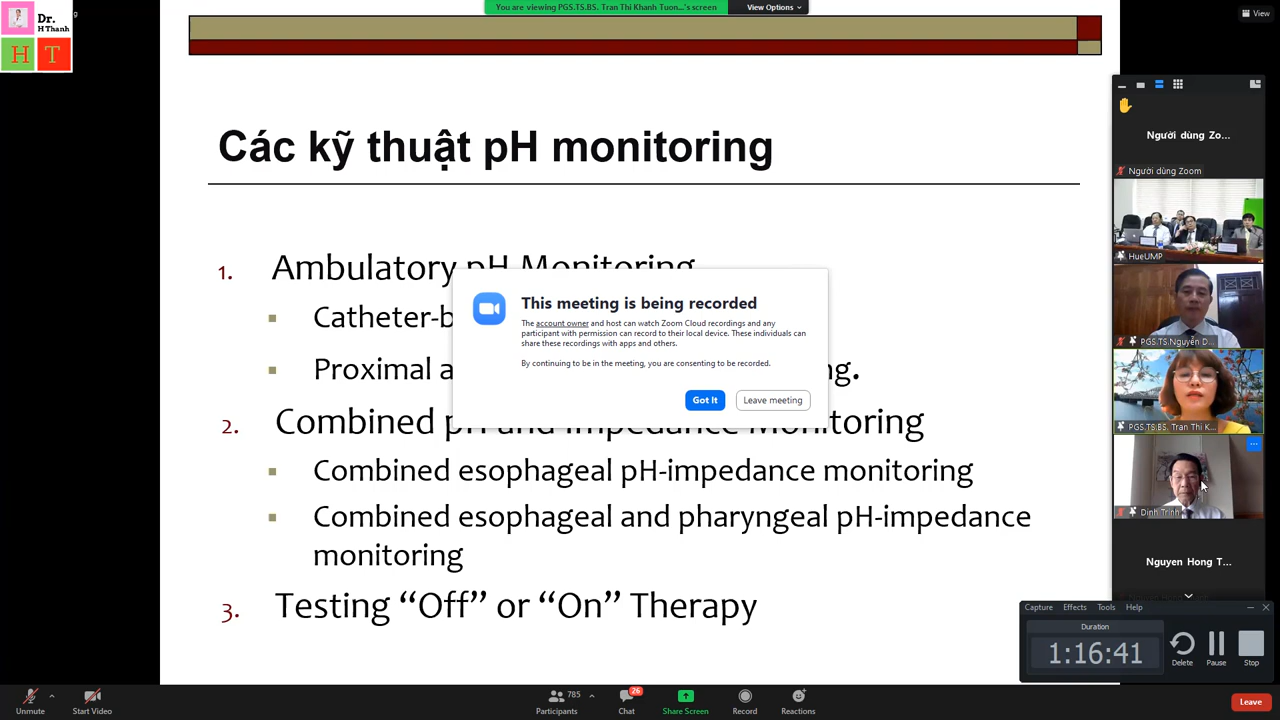 Dr.
H Thanh
H T
You are viewing PGS.TS.BS. Tran Thi Khanh Tuon...'s screen
View Options
View
Các kỹ thuật pH monitoring
1. Ambulatory pH Monitoring
Catheter-b
Proximal a
g.
2. Combined pH and Impedance Monitoring
Combined esophageal pH-impedance monitoring
Combined esophageal and pharyngeal pH-impedance
monitoring
3. Testing “Off” or “On” Therapy
This meeting is being recorded
The account owner and host can watch Zoom Cloud recordings and any
participant with permission can record to their local device. These individuals can
share these recordings with apps and others.
By continuing to be in the meeting, you are consenting to be recorded.
Got It
Leave meeting
Người dùng Zo...
Người dùng Zoom
HueUMP
PGS.TS.Nguyễn D...
PGS.TS.BS. Tran Thi K...
Dinh Trinh
Nguyen Hong T...
Capture Effects Tools Help
Duration
1:16:41
Delete Pause Stop
Unmute
Start Video
785
Participants
26
Chat
Share Screen
Record
Reactions
Leave